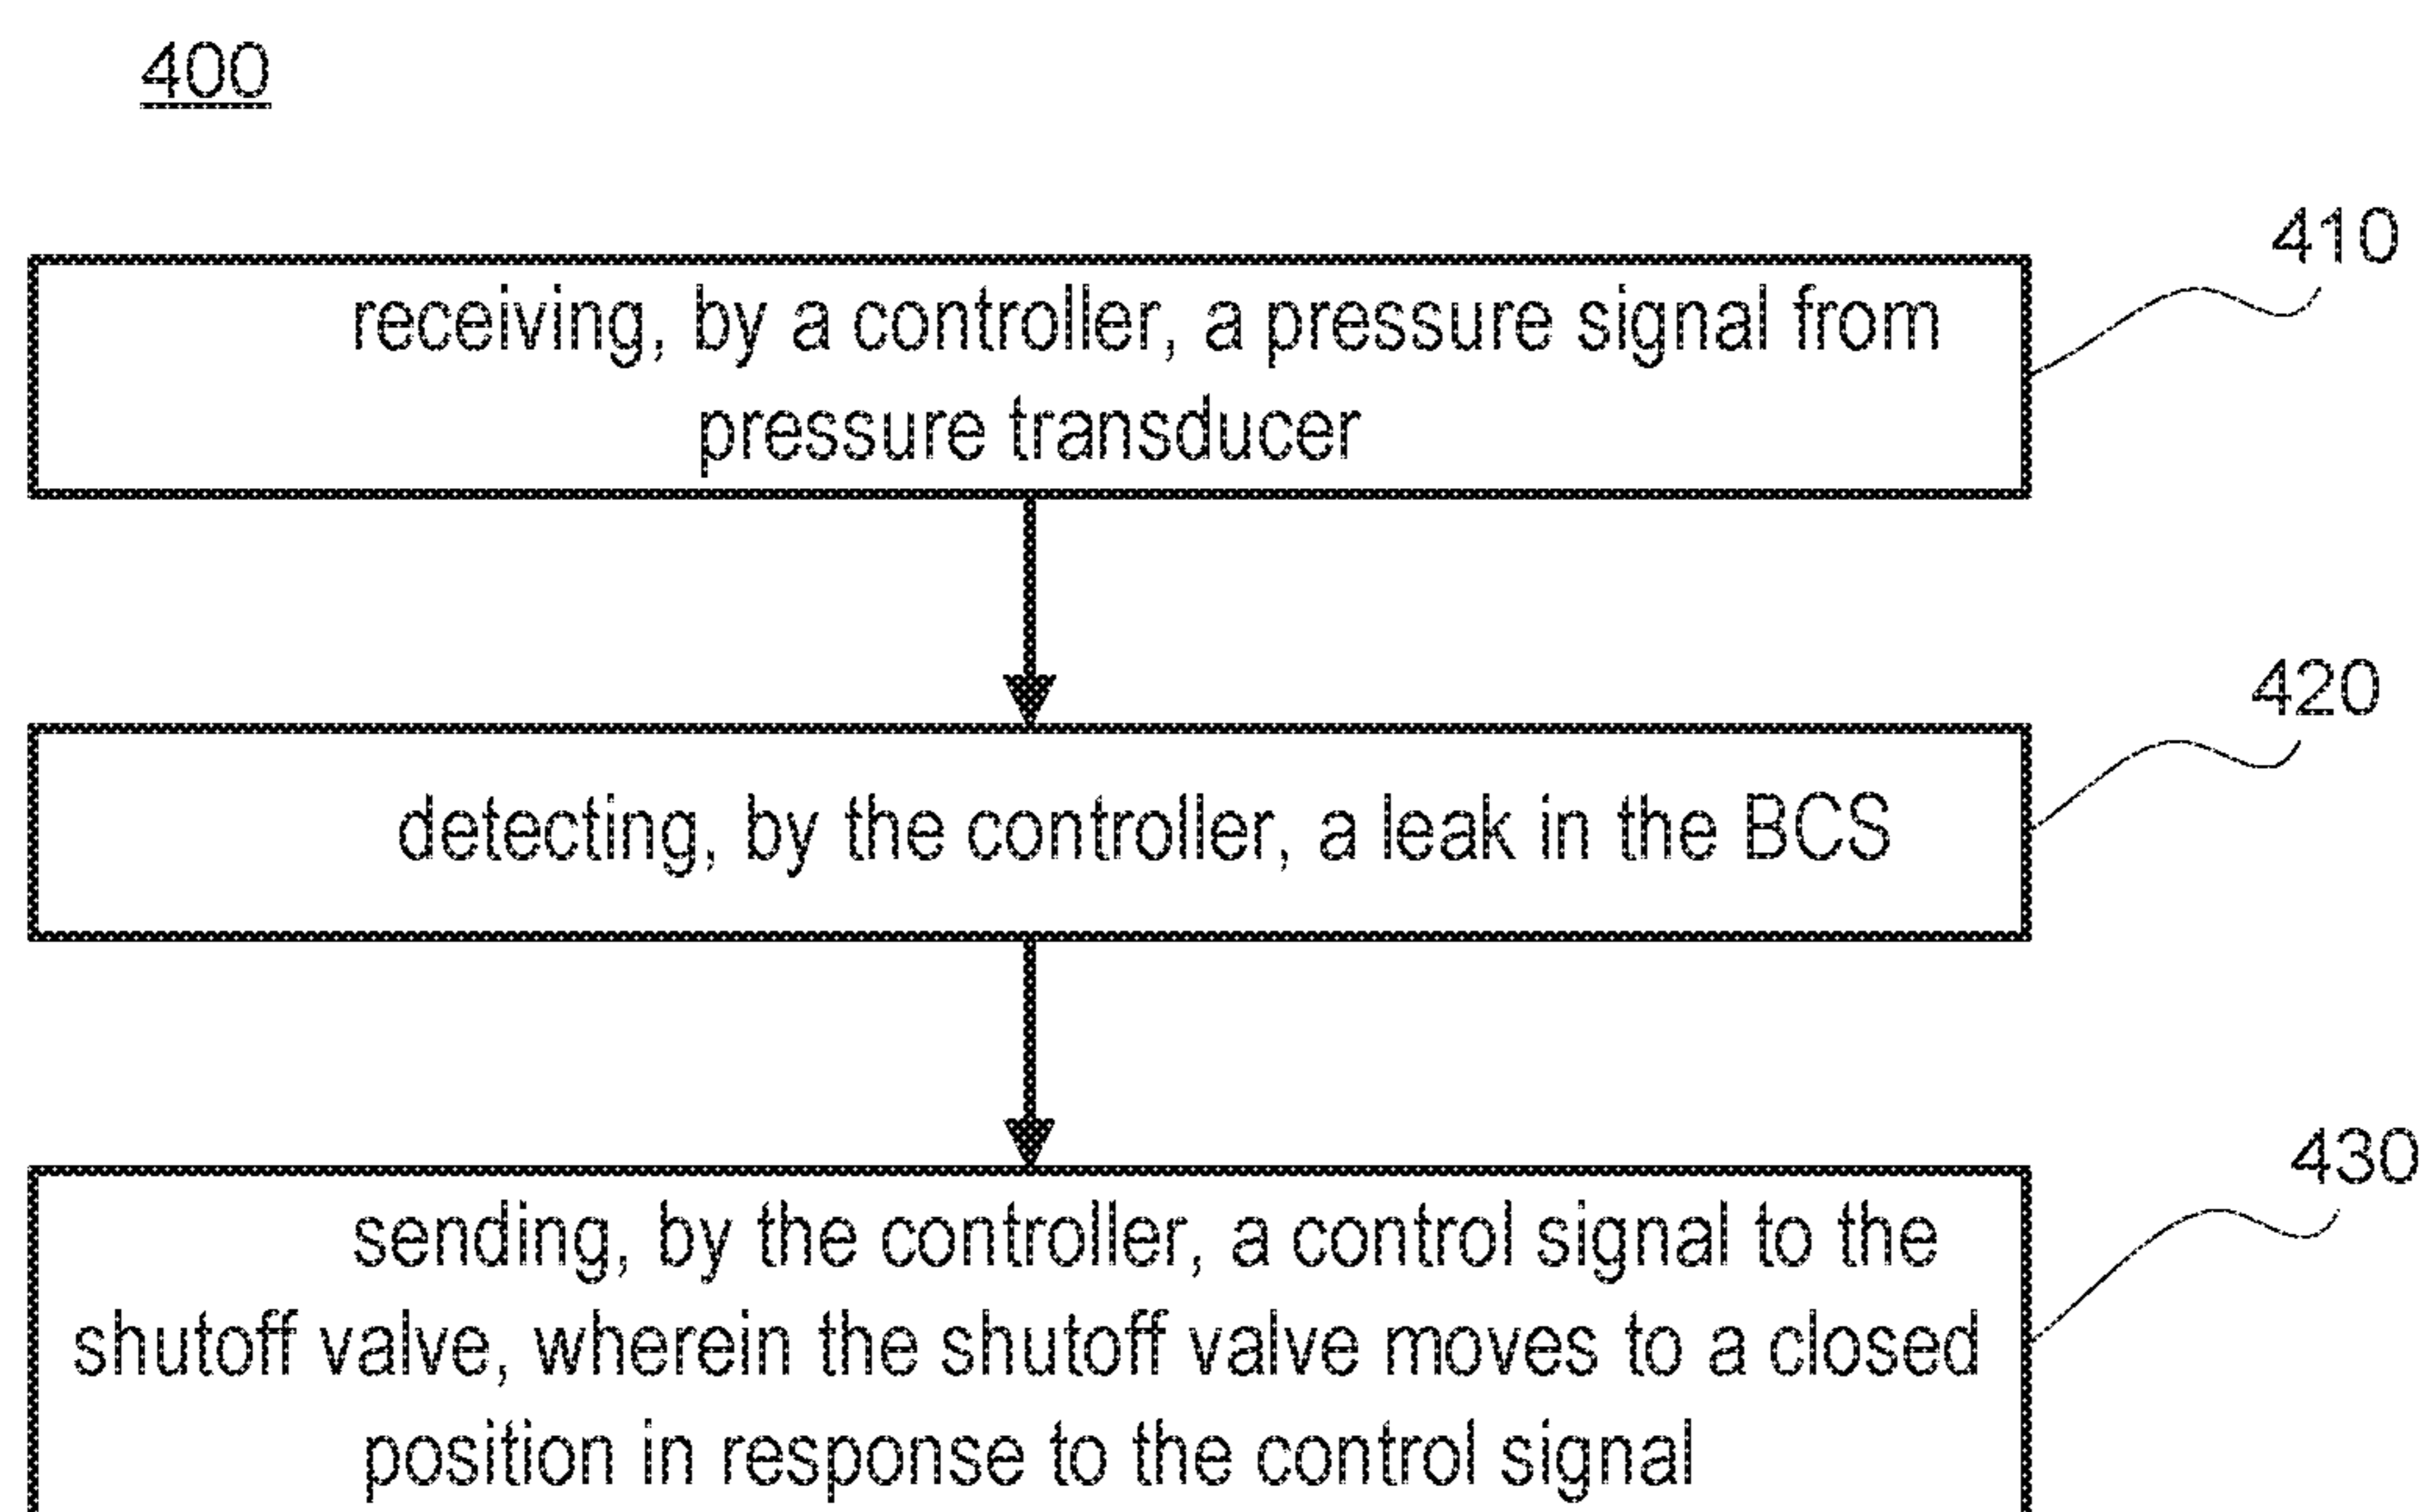 400
410
receiving, by a controller, a pressure signal from
pressure transducer
420
detecting, by the controller, a leak in the BCS
430
sending, by the controller, a control signal to the
shutoff valve, wherein the shutoff valve moves to a closed
position in response to the control signal